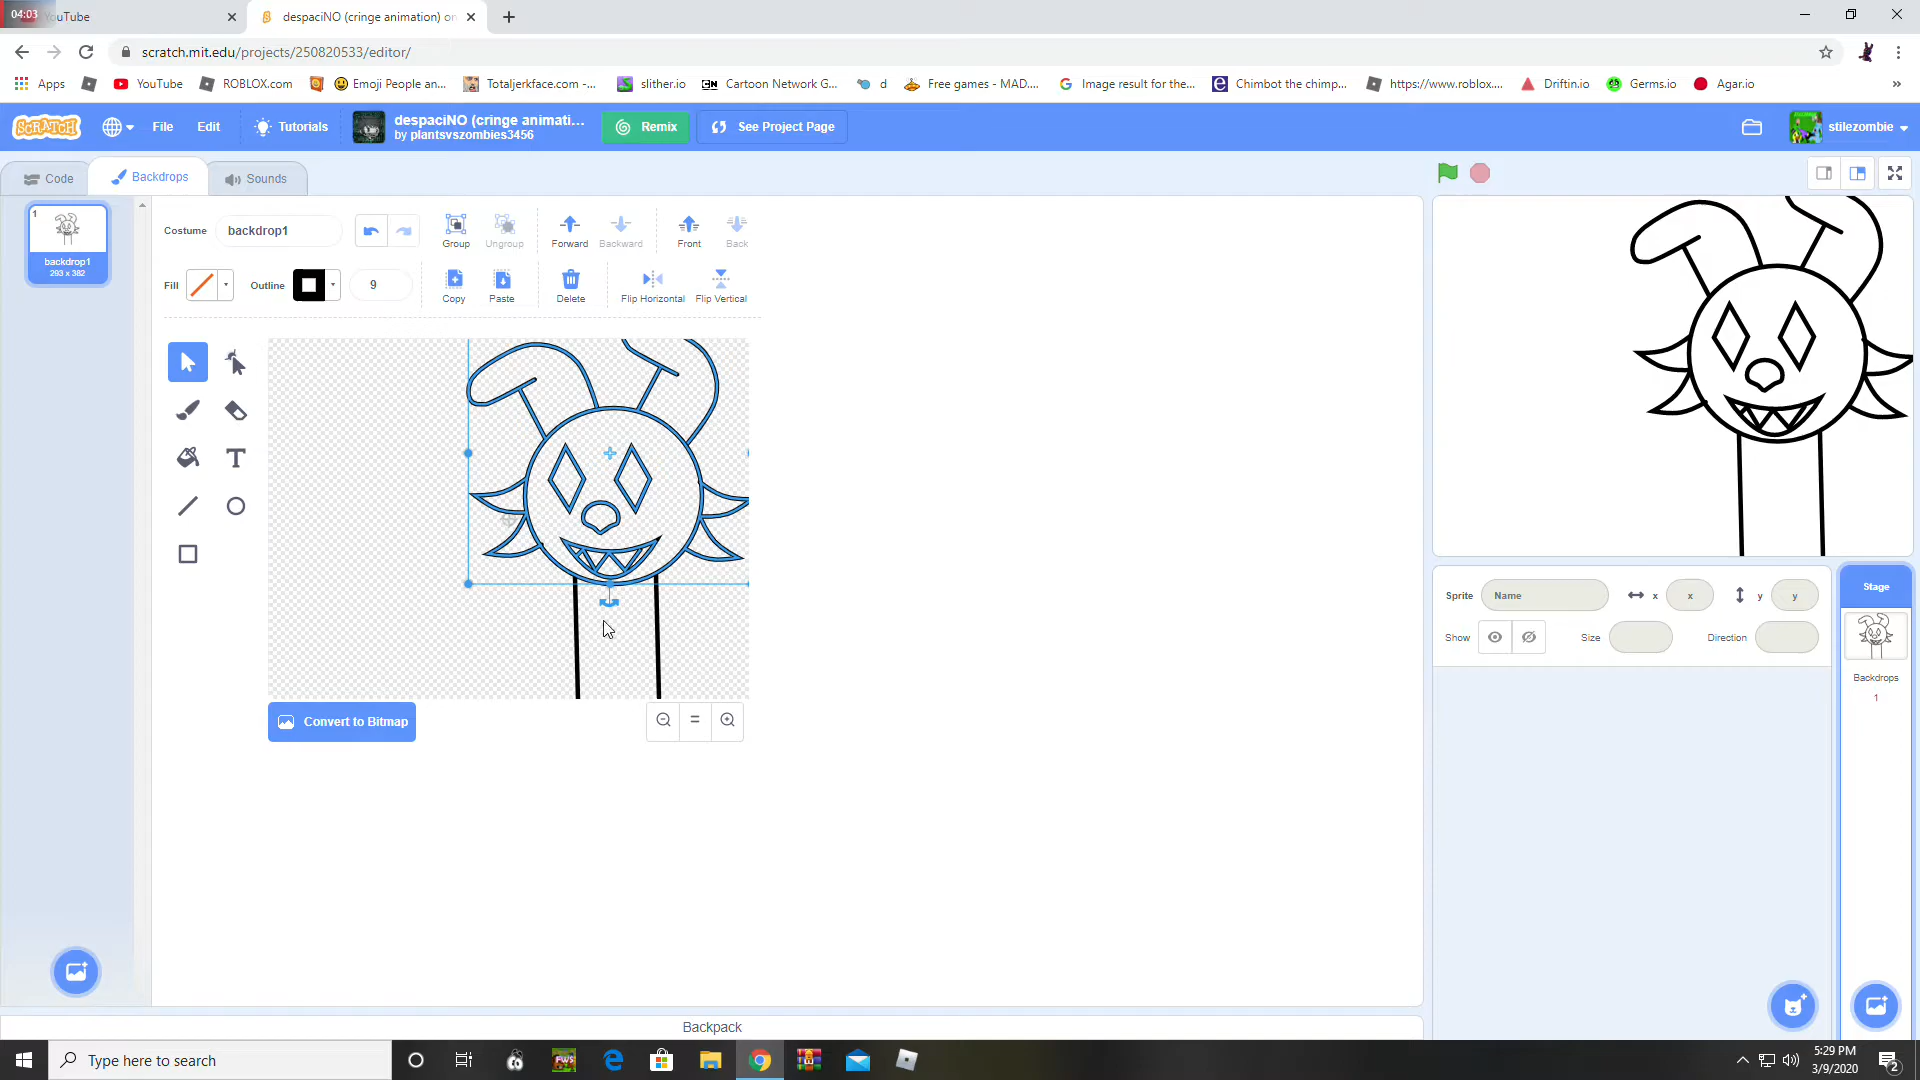 04:03
YouTube
despaciNO (cringe animation) on
scratch.mit.edu/projects/250820533/editor/
Apps
YouTube
ROBLOX.com
Emoji People an...
Totaljerkface.com -...
slither.io
CN
Cartoon Network G...
d
Free games - MAD....
Image result for the...
Chimbot the chimp...
https://www.roblox....
Driftin.io
Germs.io
Agar.io
»
SCRATCH
File
Edit
Tutorials
despaciNO (cringe animati...
by plantsvszombies3456
Remix
See Project Page
stilezombie
Code
Backdrops
Sounds
1
backdrop1
293 x 382
Costume
backdrop1
Group
Ungroup
Forward
Backward
Front
Back
Fill
Outline
9
Copy
Paste
Delete
Flip Horizontal
Flip Vertical
T
Convert to Bitmap
=
Sprite
Name
x
x
y
y
Show
Size
Direction
Stage
Backdrops
1
Backpack
Type here to search
FWS
5:29 PM
3/9/2020
2